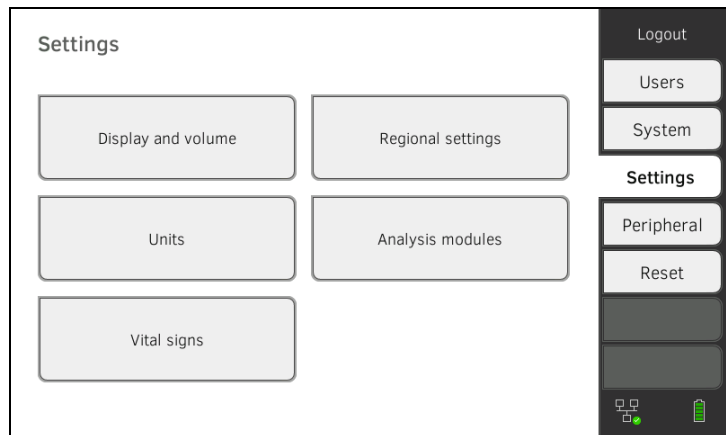 Settings
Display and volume
Regional settings
Units
Analysis modules
Vital signs
Logout
Users
System
Settings
Peripheral
Reset